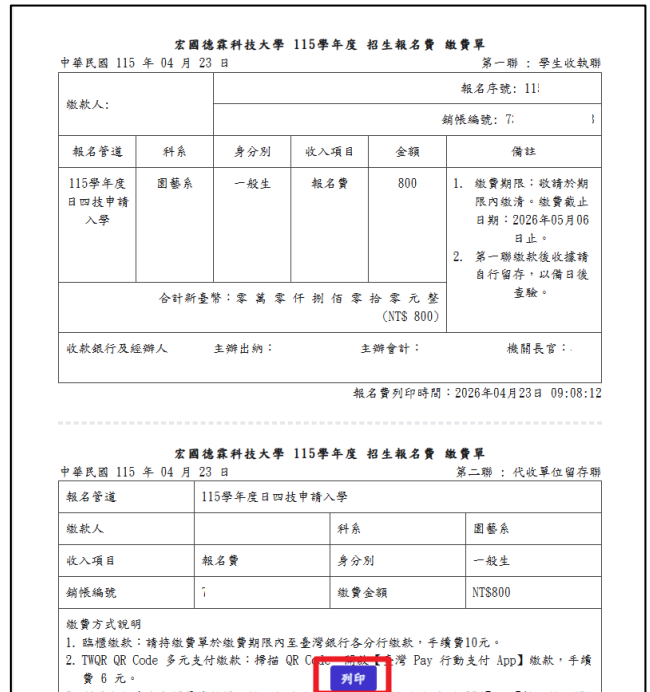 宏國德霖科技大學 115學年度 招生報名費 繳費單
中華民國 115 年 04 月 23 日 第一聯 : 學生收執聯
繳款人:
報名序號: 11
銷帳編號: 7
報名管道 科系 身分別 收入項目 金額 備註
115學年度日四技申請入學 園藝系 一般生 報名費 800
1. 繳費期限：敬請於期
限內繳清。繳費截止
日期：2026年05月06
日止。
2. 第一聯繳款後收據請
自行留存，以備日後
查驗。
合計新臺幣：零 萬 零 仟 捌 佰 零 拾 零 元 整
(NT$ 800)
收款銀行及經辦人 主辦出納： 主辦會計： 機關長官：
報名費列印時間：2026年04月23日 09:08:12
宏國德霖科技大學 115學年度 招生報名費 繳費單
中華民國 115 年 04 月 23 日 第二聯 : 代收單位留存聯
報名管道 115學年度日四技申請入學
繳款人 科系 園藝系
收入項目 報名費 身分別 一般生
銷帳編號 7 繳費金額 NT$800
繳費方式說明
1. 臨櫃繳款：請持繳費單於繳費期限內至臺灣銀行各分行繳款，手續費10元。
2. TWQR QR Code 多元支付繳款：掃描 QR Code 開啟【臺灣 Pay 行動支付 App】繳款，手續
費 6 元。
列印